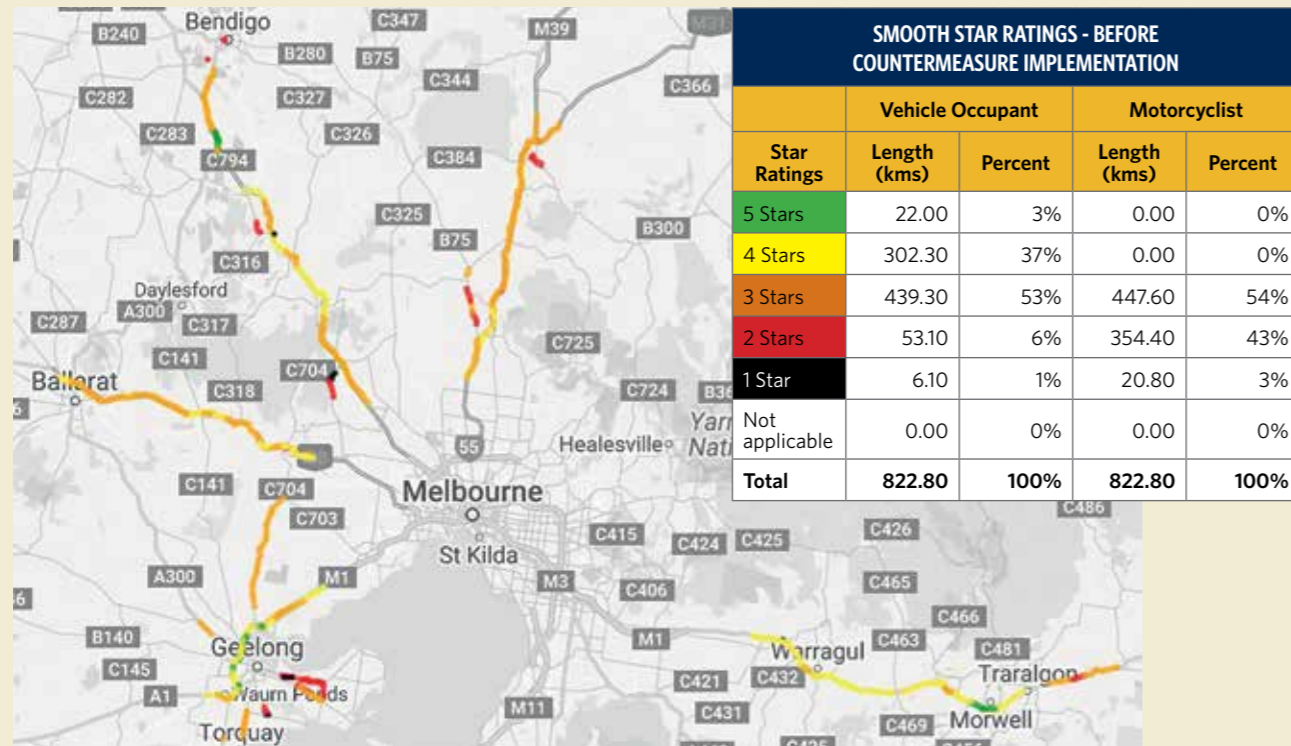 Bendigo
C347
M39
M31
B240
B280
B75
C344
C366
C282
C327
C283
C326
C384
C794
C325
B75
B300
C316
Daylesford
A300
C287
C317
C141
C725
C704
C724
Ballarat
C318
55
Healesville
C141
C704
Melbourne
C703
St Kilda
C415
C424
C425
C426
C486
A300
M1
M3
C406
C465
C466
B140
Geelong
M1
Warragul
C463
C481
C145
Traralgon
A1
Waurn Ponds
C421
C432
M11
C431
C469
Morwell
Torquay
SMOOTH STAR RATINGS - BEFORE
COUNTERMEASURE IMPLEMENTATION
Vehicle Occupant Motorcyclist
Star Ratings Length (kms) Percent Length (kms) Percent
5 Stars 22.00 3% 0.00 0%
4 Stars 302.30 37% 0.00 0%
3 Stars 439.30 53% 447.60 54%
2 Stars 53.10 6% 354.40 43%
1 Star 6.10 1% 20.80 3%
Not applicable 0.00 0% 0.00 0%
Total 822.80 100% 822.80 100%